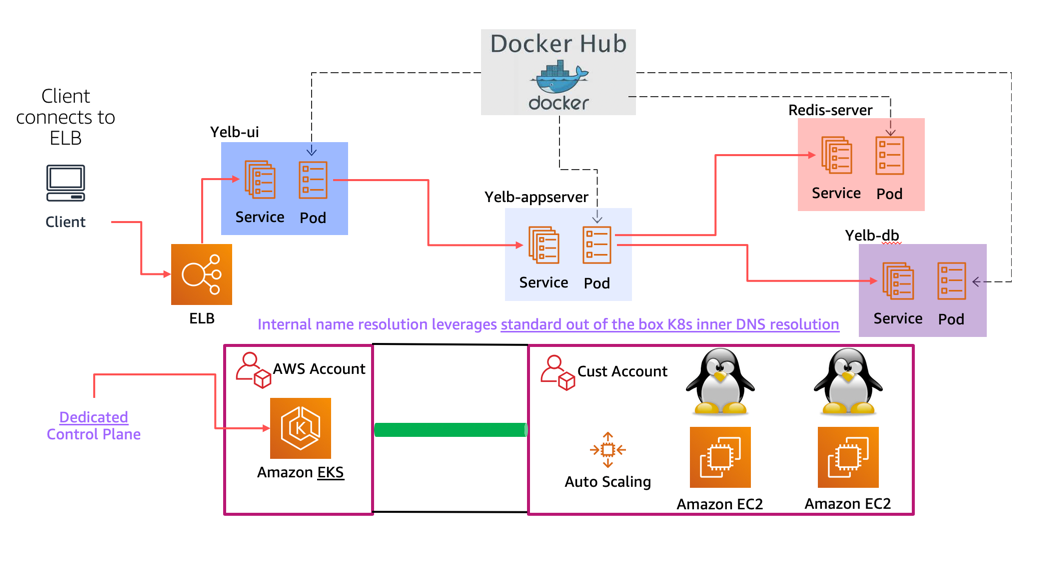 Docker Hub
docker
Client
connects to
ELB
Client
ELB
Yelb-ui
Service
Pod
Yelb-appserver
Service
Pod
Redis-server
Service
Pod
Yelb-db
Service
Pod
Internal name resolution leverages standard out of the box K8s inner DNS resolution
Dedicated
Control Plane
AWS Account
K
Amazon EKS
Cust Account
Auto Scaling
Amazon EC2
Amazon EC2